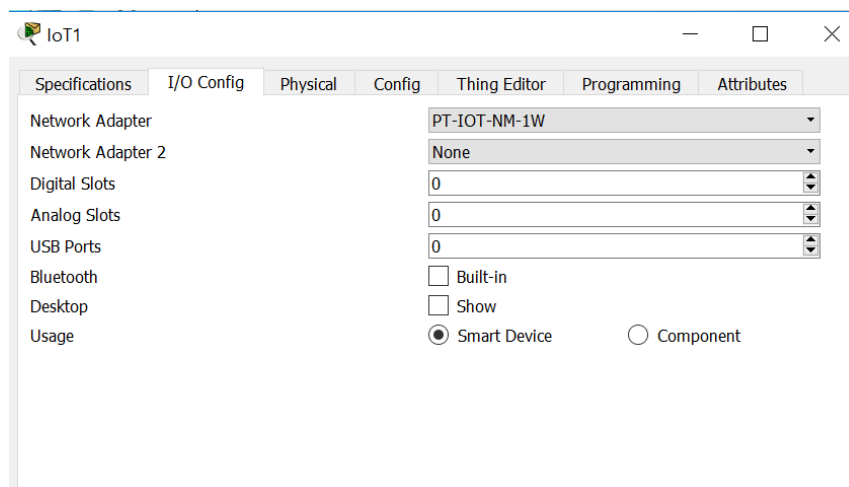 IoT1
Specifications I/O Config Physical Config Thing Editor Programming Attributes
Network Adapter PT-IOT-NM-1W
Network Adapter 2 None
Digital Slots 0
Analog Slots 0
USB Ports 0
Bluetooth Built-in
Desktop Show
Usage Smart Device Component